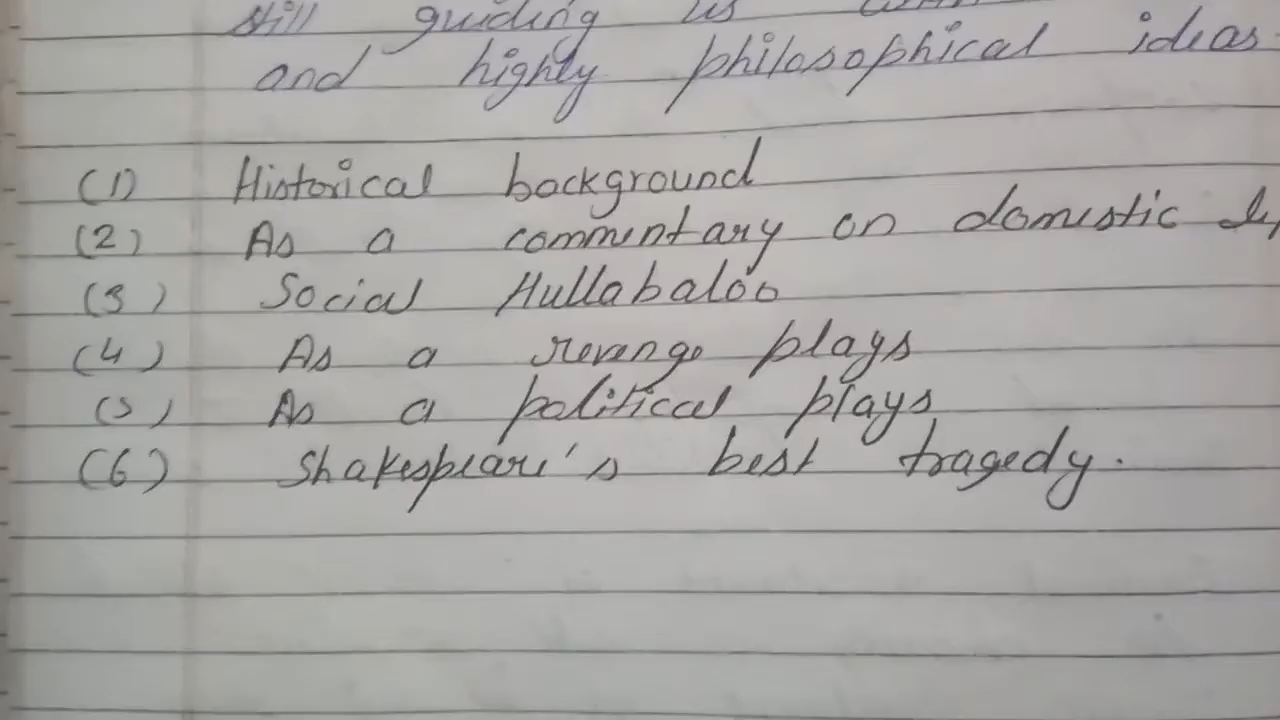 still guiding us
and highly philosophical ideas
(1) Historical background
(2) As a commentary on domestic
(3) Social Hullabaloo
(4) As a revenge plays
(5) As a political plays
(6) Shakespeare's best tragedy.